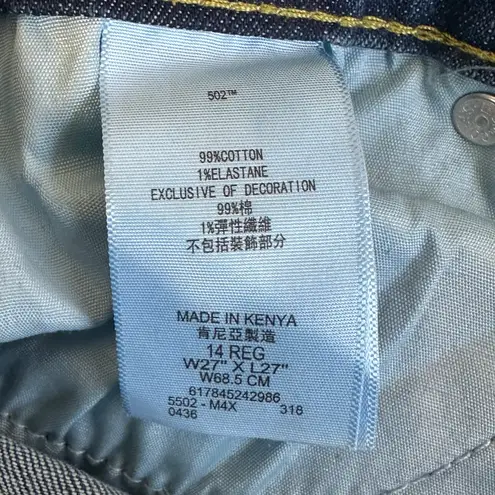 502™
99%COTTON
1%ELASTANE
EXCLUSIVE OF DECORATION
99%棉
1%彈性纖維
不包括裝飾部分
MADE IN KENYA
肯尼亞製造
14 REG
W27" X L27"
W68.5 CM
617845242986
5502 - M4X
0436 318